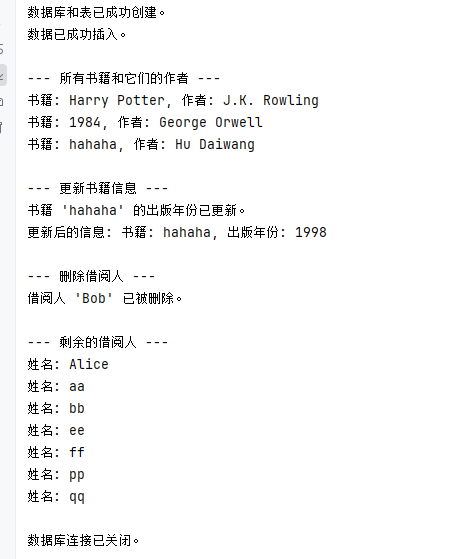 数据库和表已成功创建。
数据已成功插入。
--- 所有书籍和它们的作者 ---
书籍: Harry Potter, 作者: J.K. Rowling
书籍: 1984, 作者: George Orwell
书籍: hahaha, 作者: Hu Daiwang
--- 更新书籍信息 ---
书籍 'hahaha' 的出版年份已更新。
更新后的信息: 书籍: hahaha, 出版年份: 1998
--- 删除借阅人 ---
借阅人 'Bob' 已被删除。
--- 剩余的借阅人 ---
姓名: Alice
姓名: aa
姓名: bb
姓名: ee
姓名: ff
姓名: pp
姓名: qq
数据库连接已关闭。